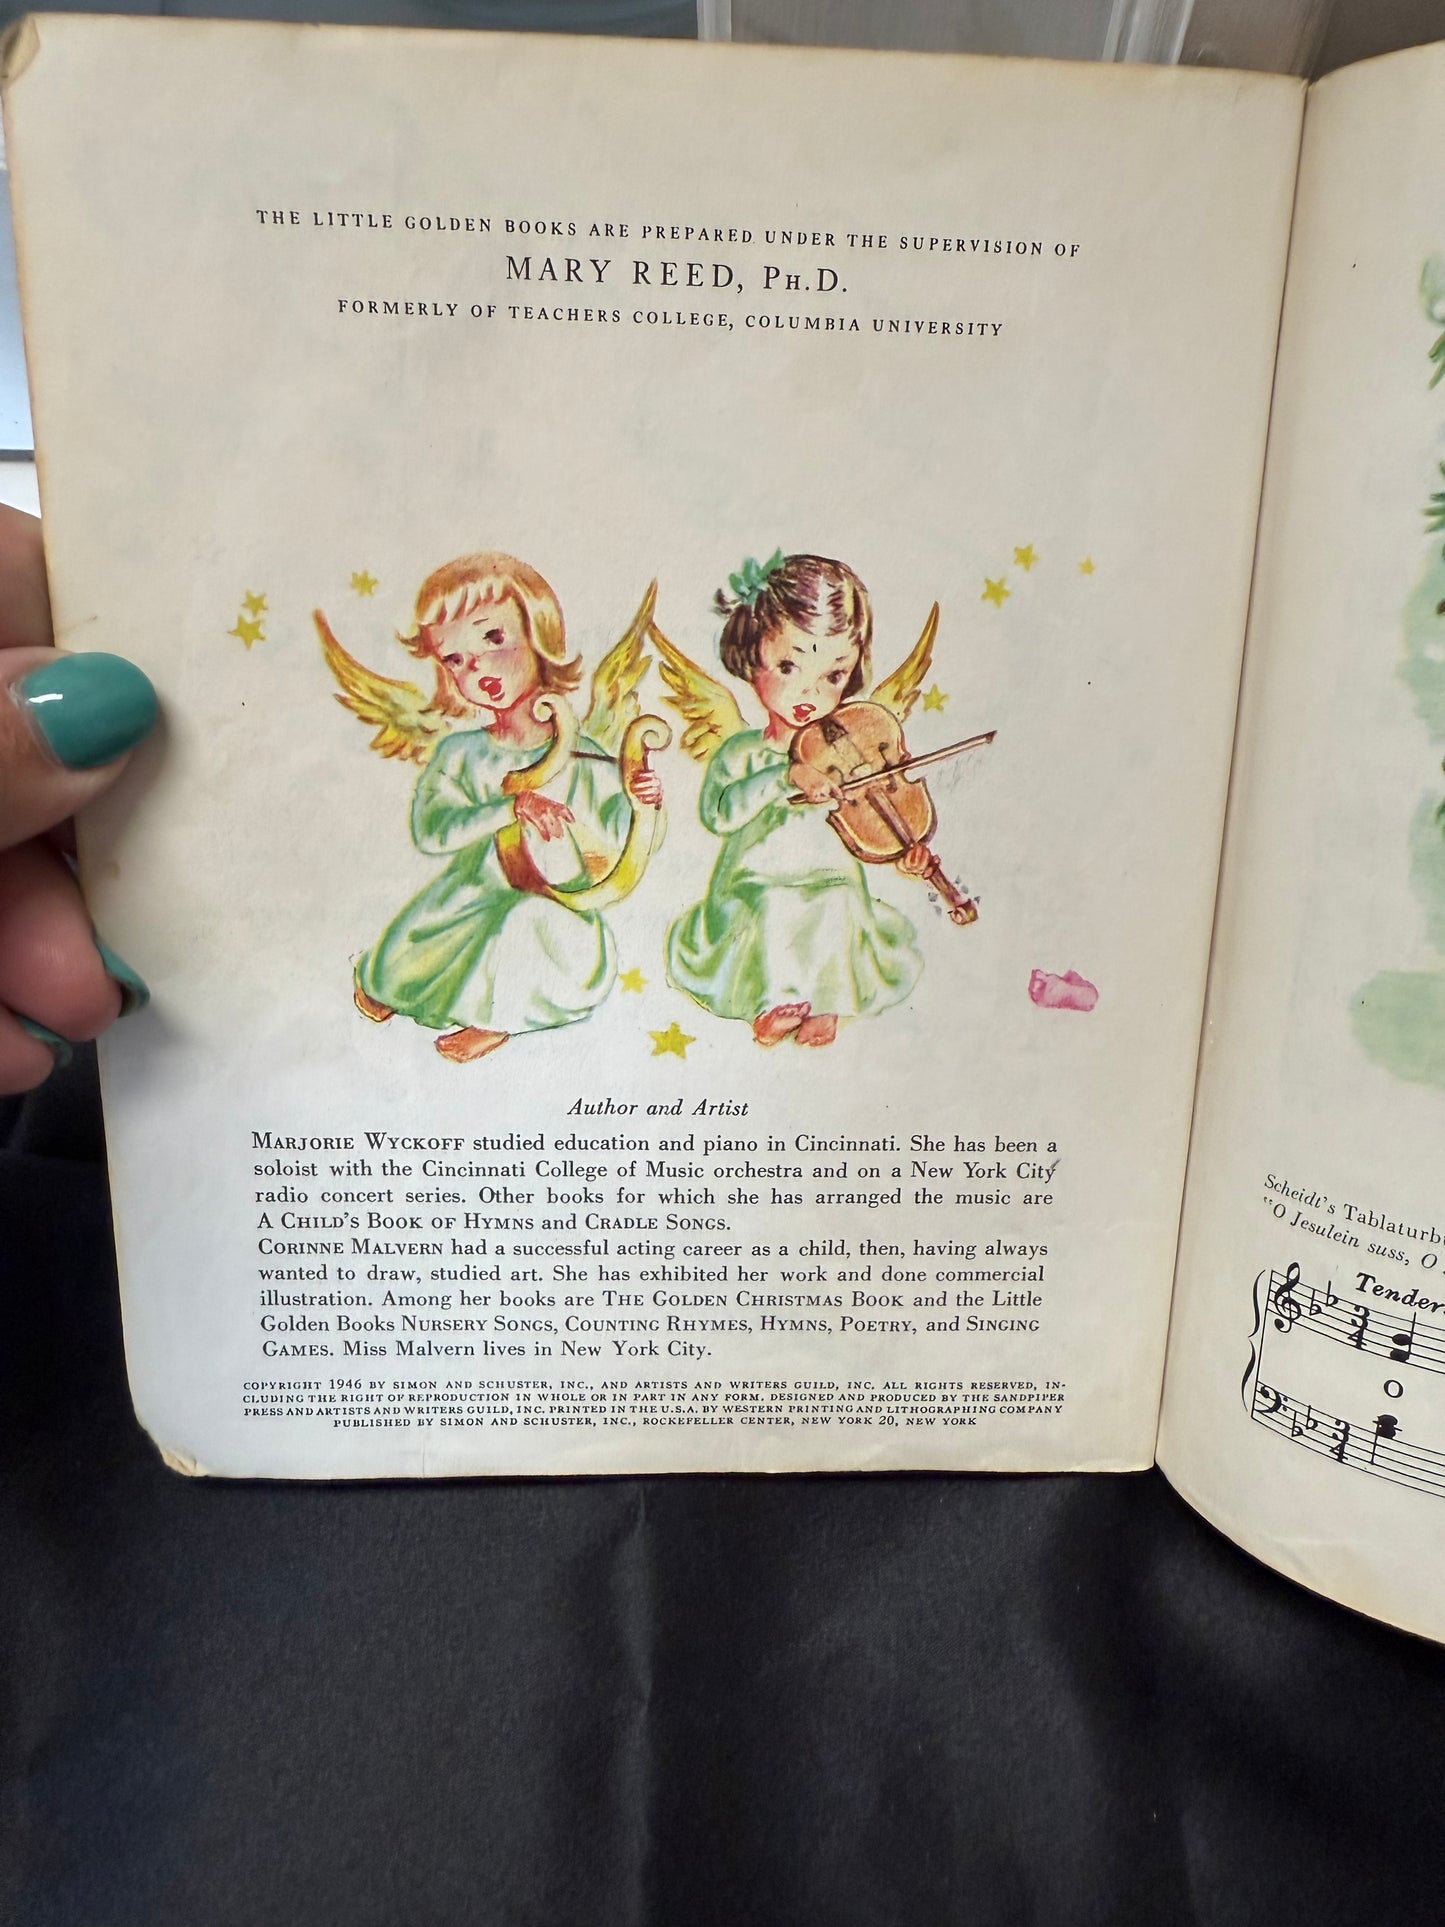 THE LITTLE GOLDEN BOOKS ARE PREPARED UNDER THE SUPERVISION OF
MARY REED, PH.D.
FORMERLY OF TEACHERS COLLEGE, COLUMBIA UNIVERSITY
Author and Artist
MARJORIE WYCKOFF studied education and piano in Cincinnati. She has been a
soloist with the Cincinnati College of Music orchestra and on a New York City
radio concert series. Other books for which she has arranged the music are
A CHILD'S BOOK OF HYMNS and CRADLE SONGS.
CORINNE MALVERN had a successful acting career as a child, then, having always
wanted to draw, studied art. She has exhibited her work and done commercial
illustration. Among her books are THE GOLDEN CHRISTMAS BOOK and the Little
Golden Books NURSERY SONGS, COUNTING RHYMES, HYMNS, POETRY, and SINGING
GAMES. Miss Malvern lives in New York City.
COPYRIGHT 1946 BY SIMON AND SCHUSTER, INC., AND ARTISTS AND WRITERS GUILD, INC. ALL RIGHTS RESERVED, IN-
CLUDING THE RIGHT OF REPRODUCTION IN WHOLE OR IN PART IN ANY FORM. DESIGNED AND PRODUCED BY THE SANDPIPER
PRESS AND ARTISTS AND WRITERS GUILD, INC. PRINTED IN THE U.S.A. BY WESTERN PRINTING AND LITHOGRAPHING COMPANY
PUBLISHED BY SIMON AND SCHUSTER, INC., ROCKEFELLER CENTER, NEW YORK 20, NEW YORK
Scheidt's
"O Jesulein suss, O
3
4
O
3
4